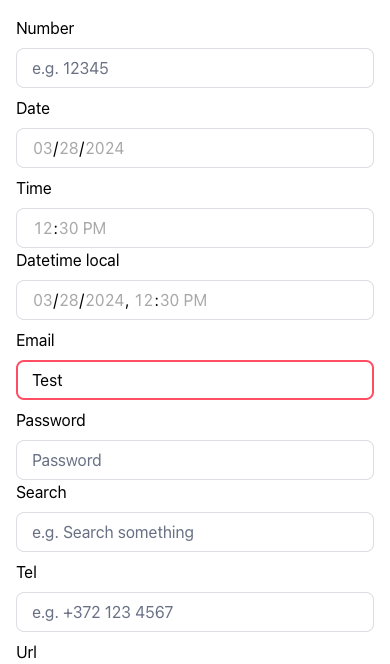 Number
e.g. 12345
Date
03/28/2024
Time
12:30 PM
Datetime local
03/28/2024, 12:30 PM
Email
Test
Password
Password
Search
e.g. Search something
Tel
e.g. +372 123 4567
Url